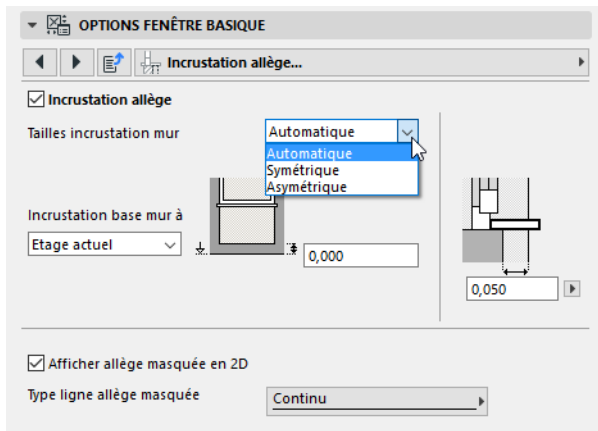 OPTIONS FENÊTRE BASIQUE
Incrustation allège...
Incrustation allège
Tailles incrustation mur
Automatique
Automatique
Symétrique
Asymétrique
Incrustation base mur à
Etage actuel
0,000
0,050
Afficher allège masquée en 2D
Type ligne allège masquée
Continu